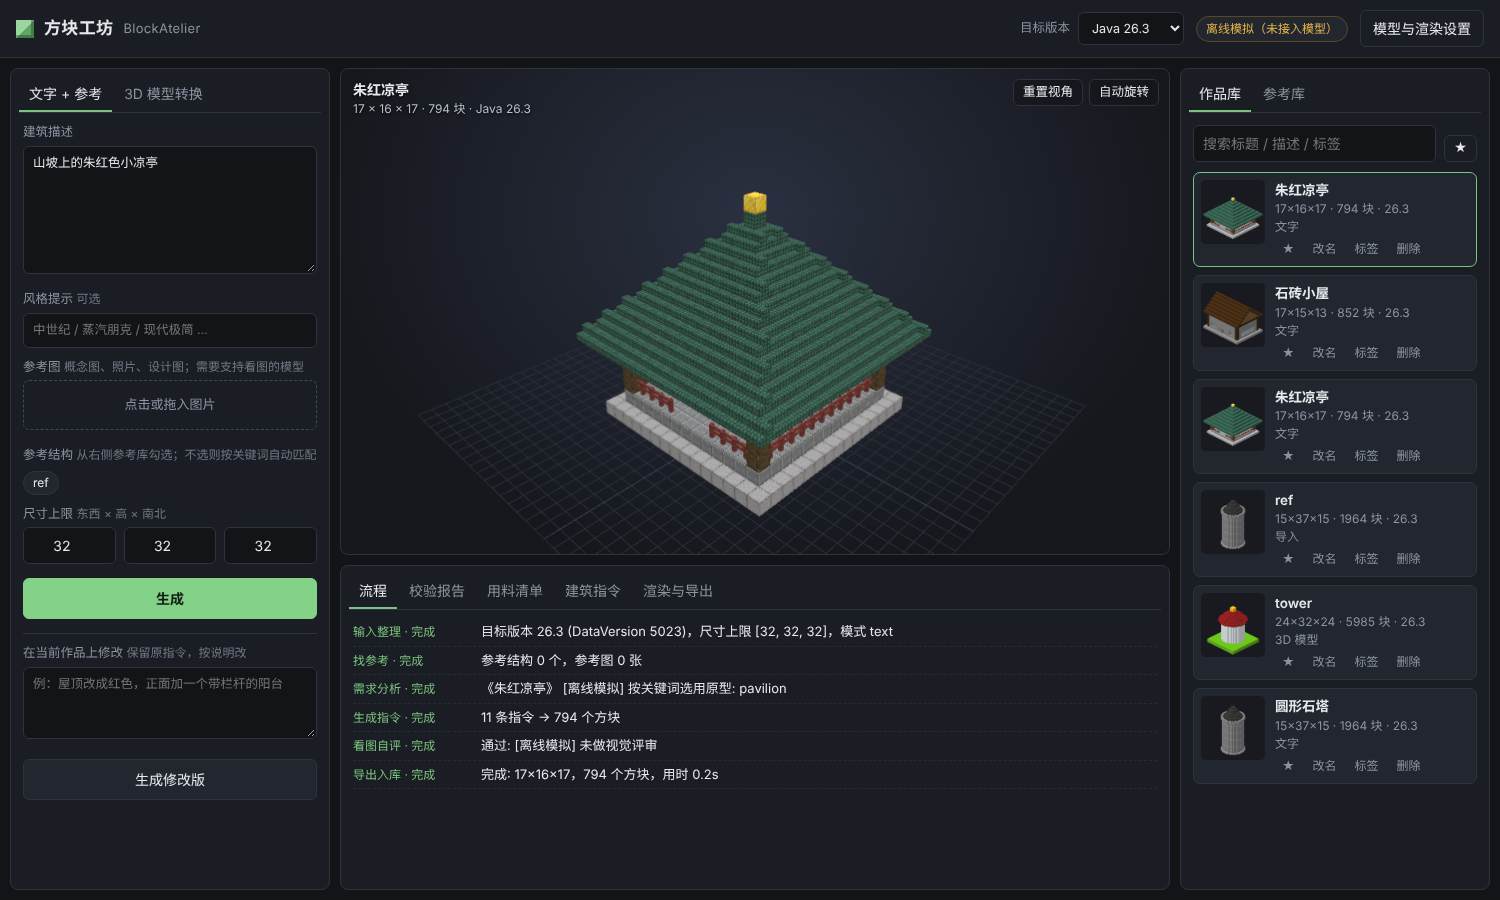 方块工坊 BlockAtelier
目标版本 Java 26.3 离线模拟（未接入模型） 模型与渲染设置
文字 + 参考 3D 模型转换
建筑描述
山坡上的朱红色小凉亭
风格提示 可选
中世纪 / 蒸汽朋克 / 现代极简 ...
参考图 概念图、照片、设计图；需要支持看图的模型
点击或拖入图片
参考结构 从右侧参考库勾选；不选则按关键词自动匹配
ref
尺寸上限 东西 × 高 × 南北
32 32 32
生成
在当前作品上修改 保留原指令，按说明改
例：屋顶改成红色，正面加一个带栏杆的阳台
生成修改版
朱红凉亭
17 × 16 × 17 · 794 块 · Java 26.3
重置视角 自动旋转
流程 校验报告 用料清单 建筑指令 渲染与导出
输入整理 · 完成 目标版本 26.3 (DataVersion 5023)，尺寸上限 [32, 32, 32]，模式 text
找参考 · 完成 参考结构 0 个，参考图 0 张
需求分析 · 完成 《朱红凉亭》 [离线模拟] 按关键词选用原型: pavilion
生成指令 · 完成 11 条指令 → 794 个方块
看图自评 · 完成 通过: [离线模拟] 未做视觉评审
导出入库 · 完成 完成: 17×16×17，794 个方块，用时 0.2s
作品库 参考库
搜索标题 / 描述 / 标签 ★
朱红凉亭
17×16×17 · 794 块 · 26.3
文字
★ 改名 标签 删除
石砖小屋
17×15×13 · 852 块 · 26.3
文字
★ 改名 标签 删除
朱红凉亭
17×16×17 · 794 块 · 26.3
文字
★ 改名 标签 删除
ref
15×37×15 · 1964 块 · 26.3
导入
★ 改名 标签 删除
tower
24×32×24 · 5985 块 · 26.3
3D 模型
★ 改名 标签 删除
圆形石塔
15×37×15 · 1964 块 · 26.3
文字
★ 改名 标签 删除